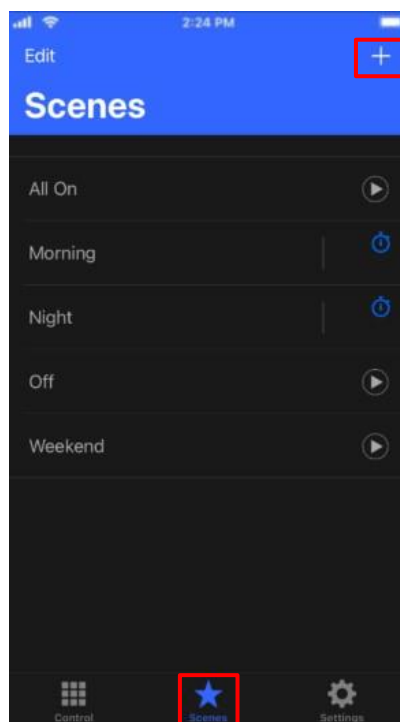 2:24 PM
Edit
+
Scenes
All On
Morning
Night
Off
Weekend
Control
Scenes
Settings